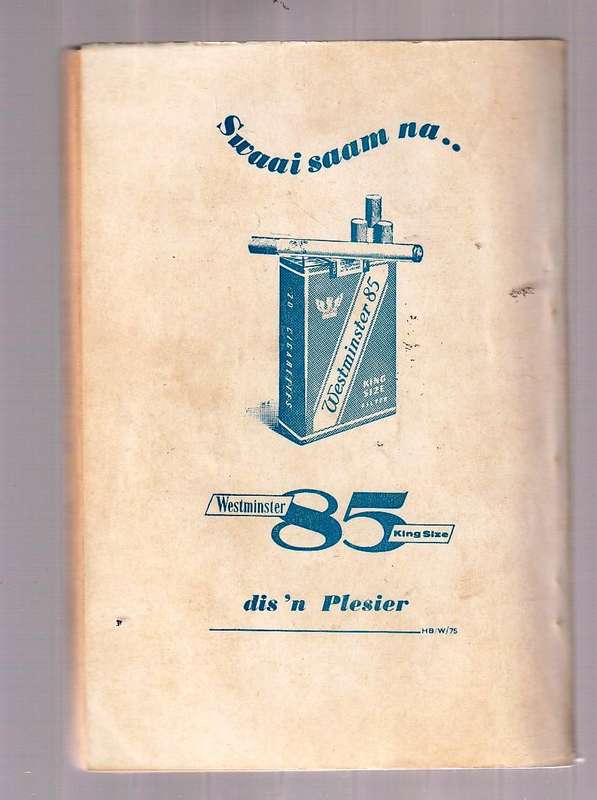 Swaai saam na..
20 CIGARETTES
Westminster 85
KING
SIZE
FILTER
Westminster
85
King Size
dis 'n Plesier
HB/W/75